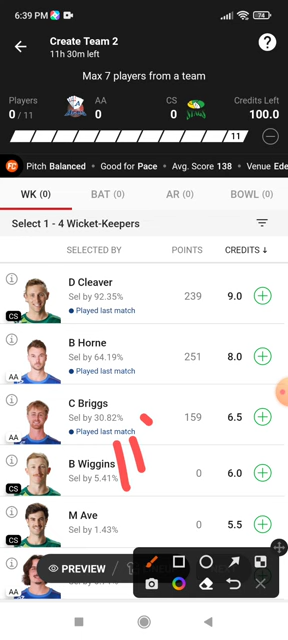 6:39 PM
74
Create Team 2
11h 30m left
?
Max 7 players from a team
Players AA CS Credits Left
0 / 11 0 0 100.0
11
FC Pitch Balanced • Good for Pace • Avg. Score 138 • Venue Ede
WK (0) BAT (0) AR (0) BOWL (0)
Select 1 - 4 Wicket-Keepers
SELECTED BY POINTS CREDITS ↓
D Cleaver
Sel by 92.35% 239 9.0
Played last match
CS
B Horne
Sel by 64.19% 251 8.0
Played last match
AA
C Briggs
Sel by 30.82% 159 6.5
Played last match
AA
B Wiggins
Sel by 5.41% 0 6.0
CS
M Ave
Sel by 1.43% 0 5.5
CS
PREVIEW
AA